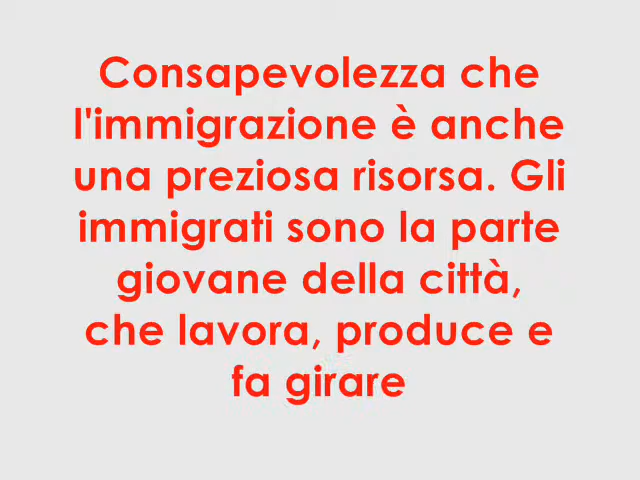 Consapevolezza che
l'immigrazione è anche
una preziosa risorsa. Gli
immigrati sono la parte
giovane della città,
che lavora, produce e
fa girare